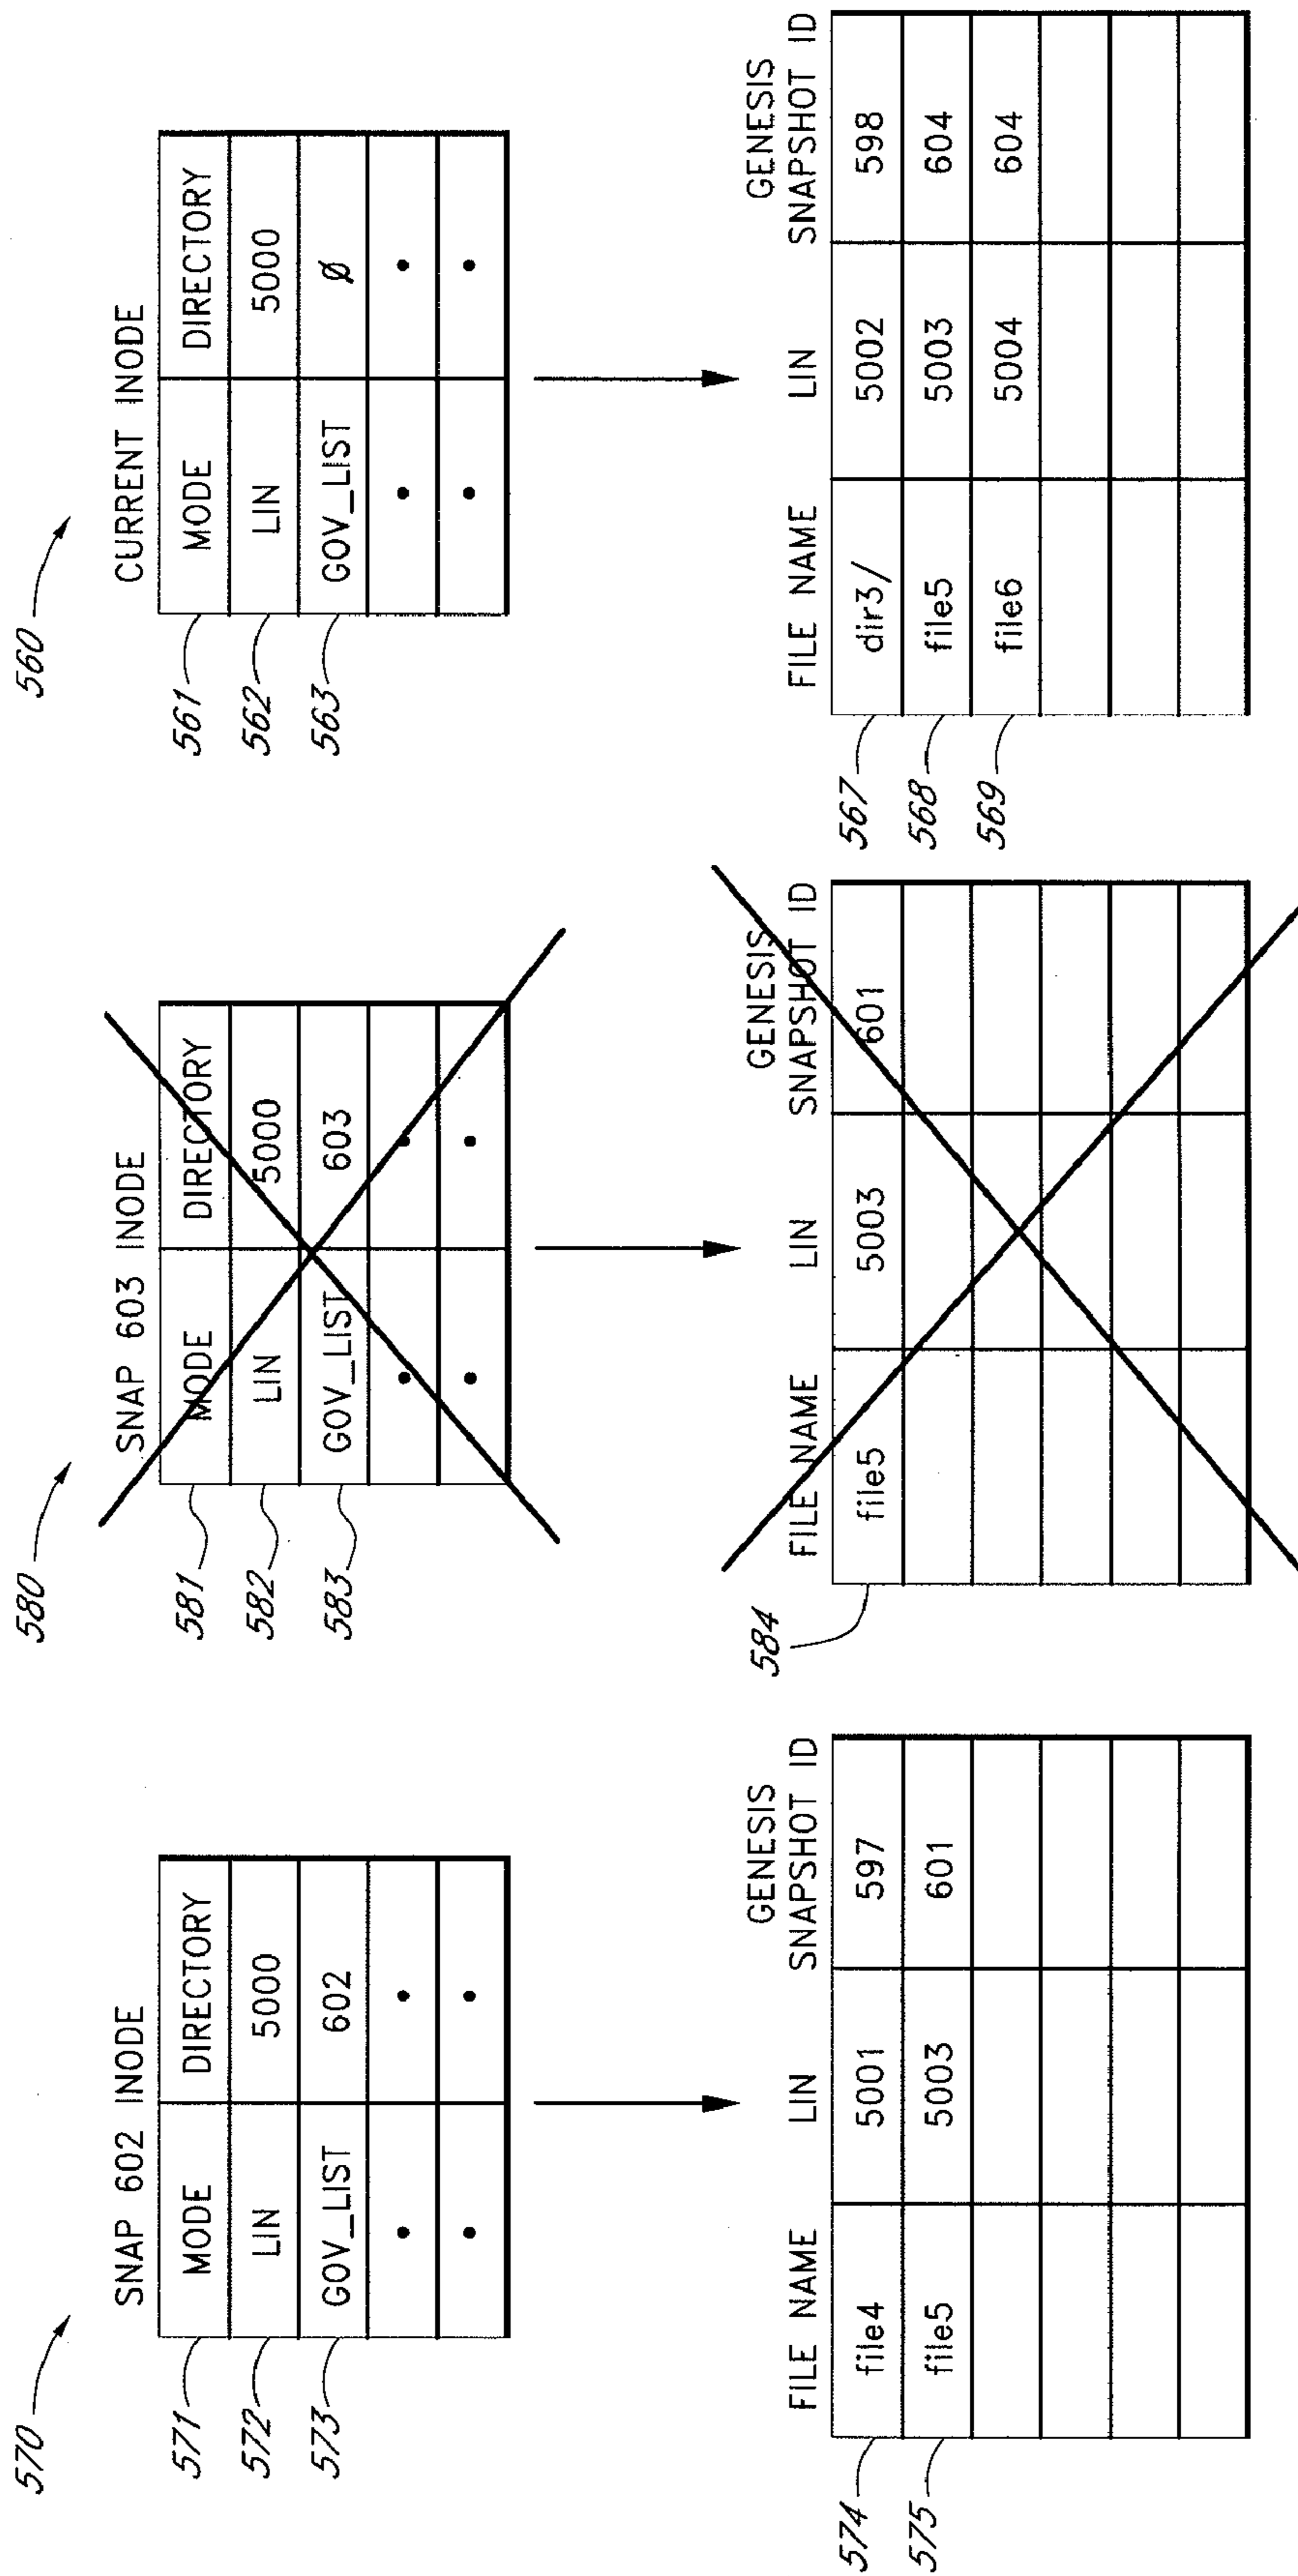 570
SNAP 602 INODE
571 MODE DIRECTORY
572 LIN 5000
573 GOV_LIST 602
• •
• •
GENESIS
FILE NAME LIN SNAPSHOT ID
574 file4 5001 597
575 file5 5003 601
580
SNAP 603 INODE
581 MODE DIRECTORY
582 LIN 5000
583 GOV_LIST 603
• •
• •
GENESIS
FILE NAME LIN SNAPSHOT ID
584 file5 5003 601
560
CURRENT INODE
561 MODE DIRECTORY
562 LIN 5000
563 GOV_LIST Ø
• •
• •
GENESIS
FILE NAME LIN SNAPSHOT ID
567 dir3/ 5002 598
568 file5 5003 604
569 file6 5004 604